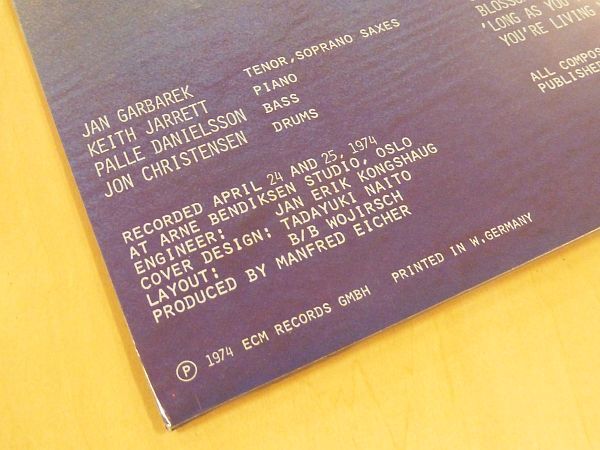 BLOSSOM
'LONG AS YOU
YOU'RE LIVING
ALL COMPOS
PUBLISHED
JAN GARBAREK TENOR, SOPRANO SAXES
KEITH JARRETT PIANO
PALLE DANIELSSON BASS
JON CHRISTENSEN DRUMS
RECORDED APRIL 24 AND 25, 1974
AT ARNE BENDIKSEN STUDIO, OSLO
ENGINEER: JAN ERIK KONGSHAUG
COVER DESIGN: TADAYUKI NAITO
LAYOUT: B/B WOJIRSCH
PRODUCED BY MANFRED EICHER
Ⓟ 1974 ECM RECORDS GMBH PRINTED IN W.GERMANY